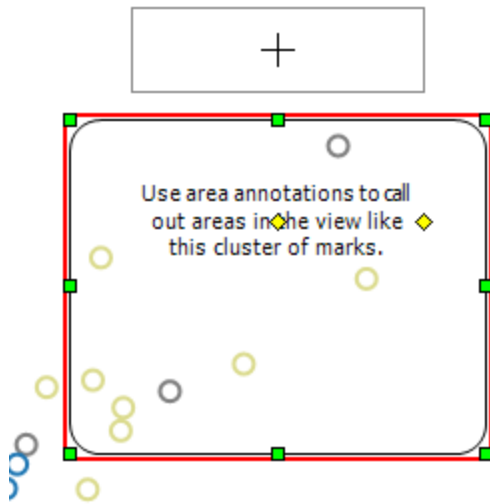 Use area annotations to call
out areas in the view like
this cluster of marks.